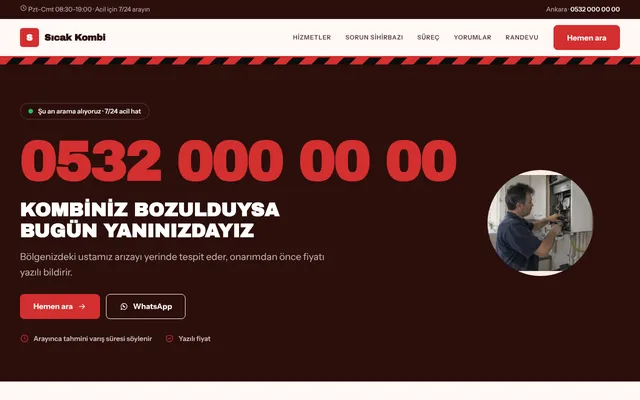 Pzt–Cmt 08:30–19:00 · Acil için 7/24 arayın
Ankara · 0532 000 00 00
S
Sıcak Kombi
HİZMETLER
SORUN SİHİRBAZI
SÜREÇ
YORUMLAR
RANDEVU
Hemen ara
Şu an arama alıyoruz · 7/24 acil hat
0532 000 00 00
KOMBİNİZ BOZULDUYSA
BUGÜN YANINIZDAYIZ
Bölgenizdeki ustamız arızayı yerinde tespit eder, onarımdan önce fiyatı
yazılı bildirir.
Hemen ara →
WhatsApp
Arayınca tahmini varış süresi söylenir
Yazılı fiyat